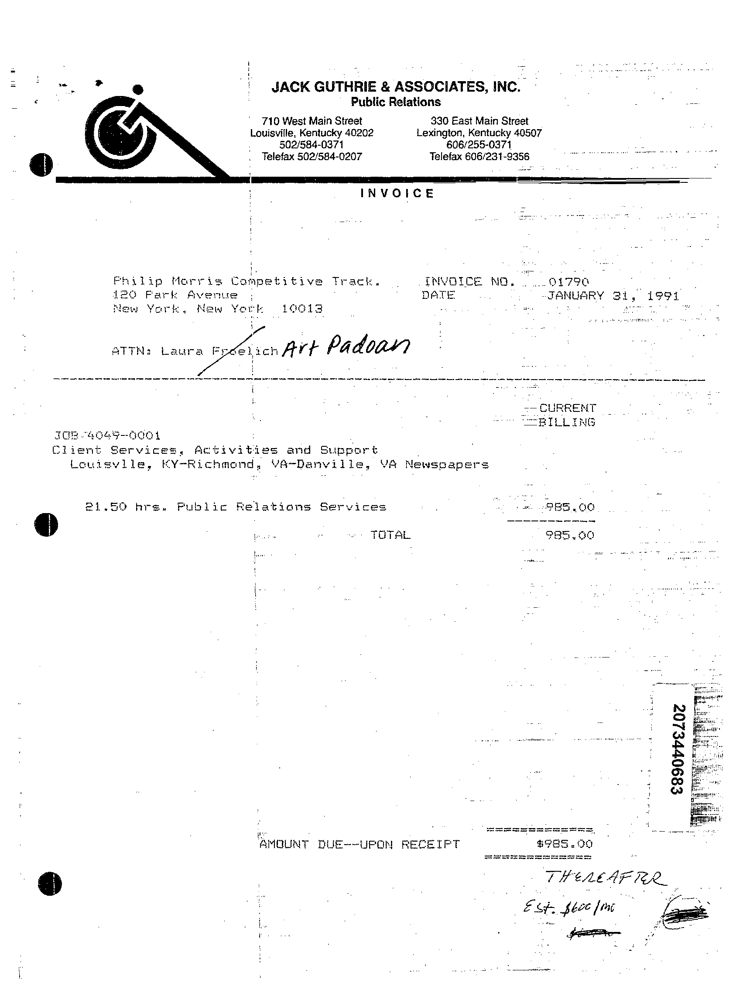 JACK GUTHRIE & ASSOCIATES, INC.
Public Relations
710 West Main Street 330 East Main Street
Louisville, Kentucky 40202 Lexington, Kentucky 40507
502/584-0371 606/255-0371
Telefax 502/584-0207 Telefax 606/231-9356
INVOICE
Philip Morris Competitive Track. INVOICE NO. 01790
120 Park Avenue DATE JANUARY 31, 1991
New York, New York 10013
ATTN: Laura Froelich Art Padoan
CURRENT
BILLING
JOB 4049-0001
Client Services, Activities and Support
Louisvlle, KY-Richmond, VA-Danville, VA Newspapers
21.50 hrs. Public Relations Services 985.00
TOTAL 985.00
2073440683
AMOUNT DUE--UPON RECEIPT $985.00
THEREAFTER
Est. $600/mo